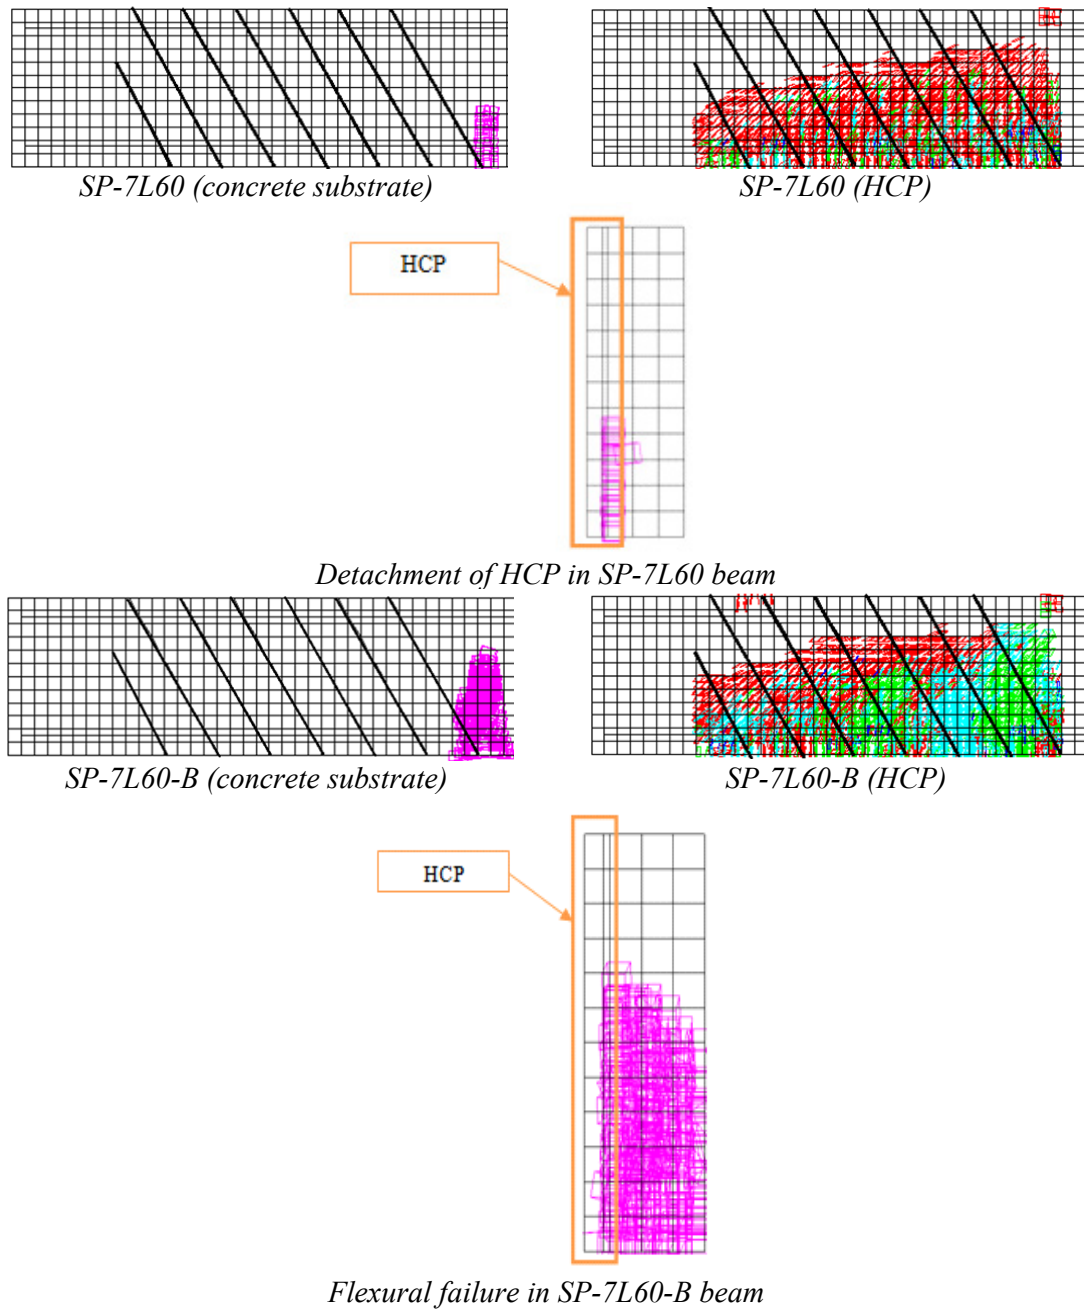 SP-7L60 (concrete substrate)
SP-7L60 (HCP)
HCP
Detachment of HCP in SP-7L60 beam
SP-7L60-B (concrete substrate)
SP-7L60-B (HCP)
HCP
Flexural failure in SP-7L60-B beam